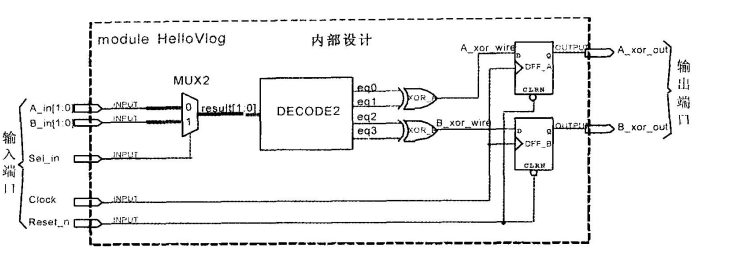 module HelloVlog
内部设计
MUX2
A_in[1:0]
INPUT
0
B_in[1:0]
INPUT
1
result[1:0]
DECODE2
eq0
eq1
eq2
eq3
XOR_
XOR_
A_xor_wire
B_xor_wire
D
Q
DFF_A
CLRN
OUTPUT
A_xor_out
D
Q
DFF_B
CLRN
OUTPUT
B_xor_out
Sel_in
INPUT
Clock
INPUT
Reset_n
INPUT
输入端口
输出端口